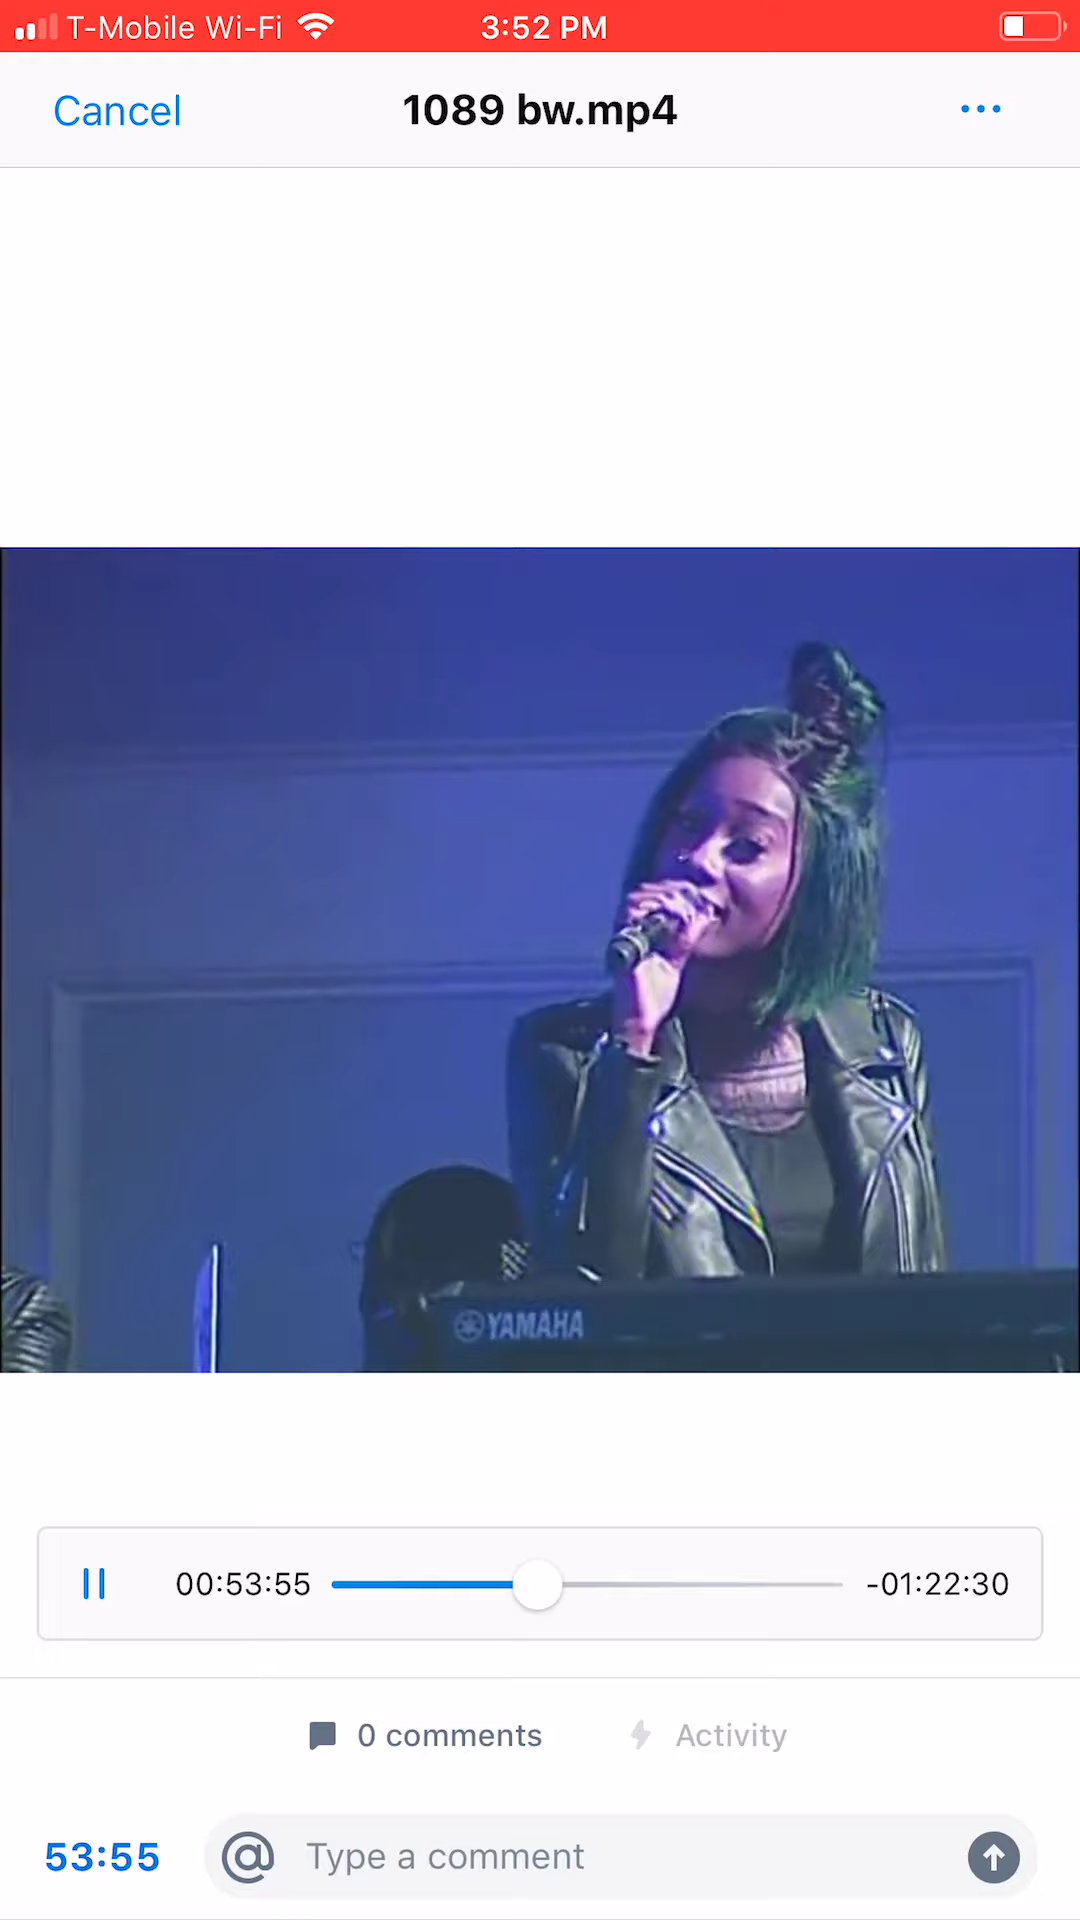 T-Mobile Wi-Fi 3:52 PM
Cancel 1089 bw.mp4 ...
YAMAHA
00:53:55 -01:22:30
0 comments Activity
53:55 @ Type a comment